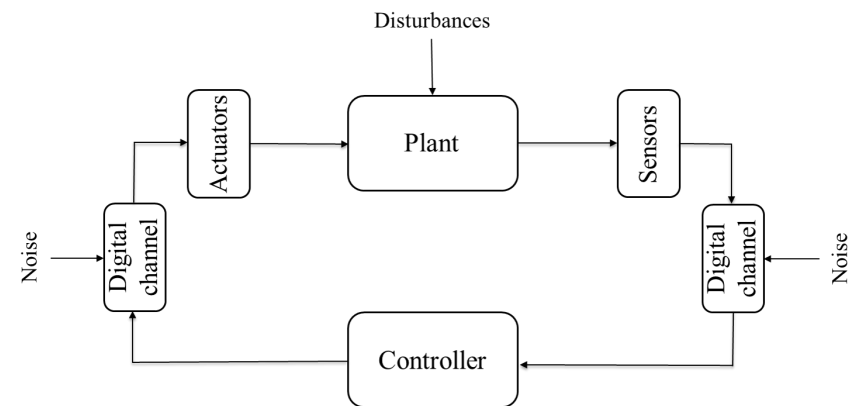 Disturbances
Actuators
Plant
Sensors
Noise
Digital
channel
Digital
channel
Noise
Controller